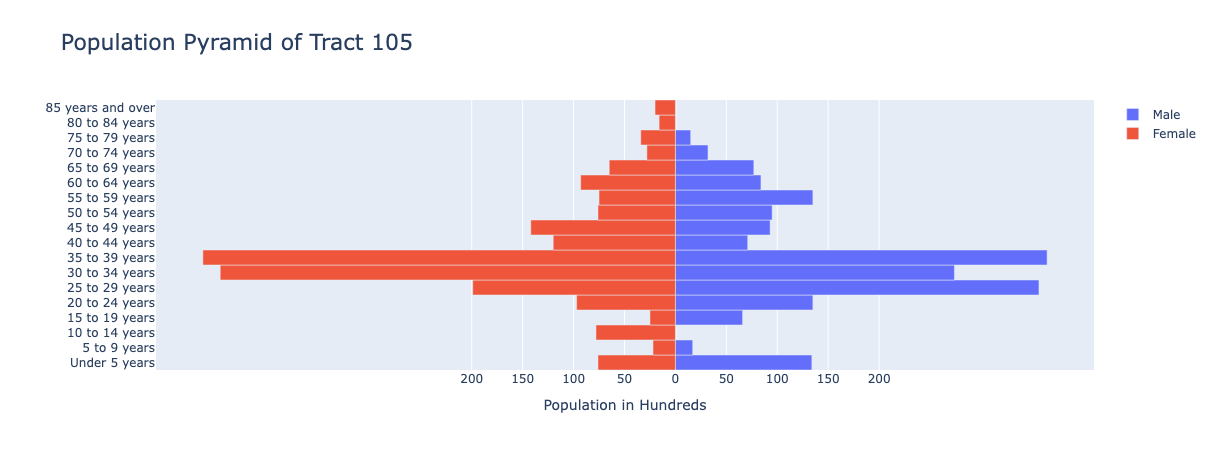 Population Pyramid of Tract 105
Male
Female
85 years and over
80 to 84 years
75 to 79 years
70 to 74 years
65 to 69 years
60 to 64 years
55 to 59 years
50 to 54 years
45 to 49 years
40 to 44 years
35 to 39 years
30 to 34 years
25 to 29 years
20 to 24 years
15 to 19 years
10 to 14 years
5 to 9 years
Under 5 years
200 150 100 50 0 50 100 150 200
Population in Hundreds